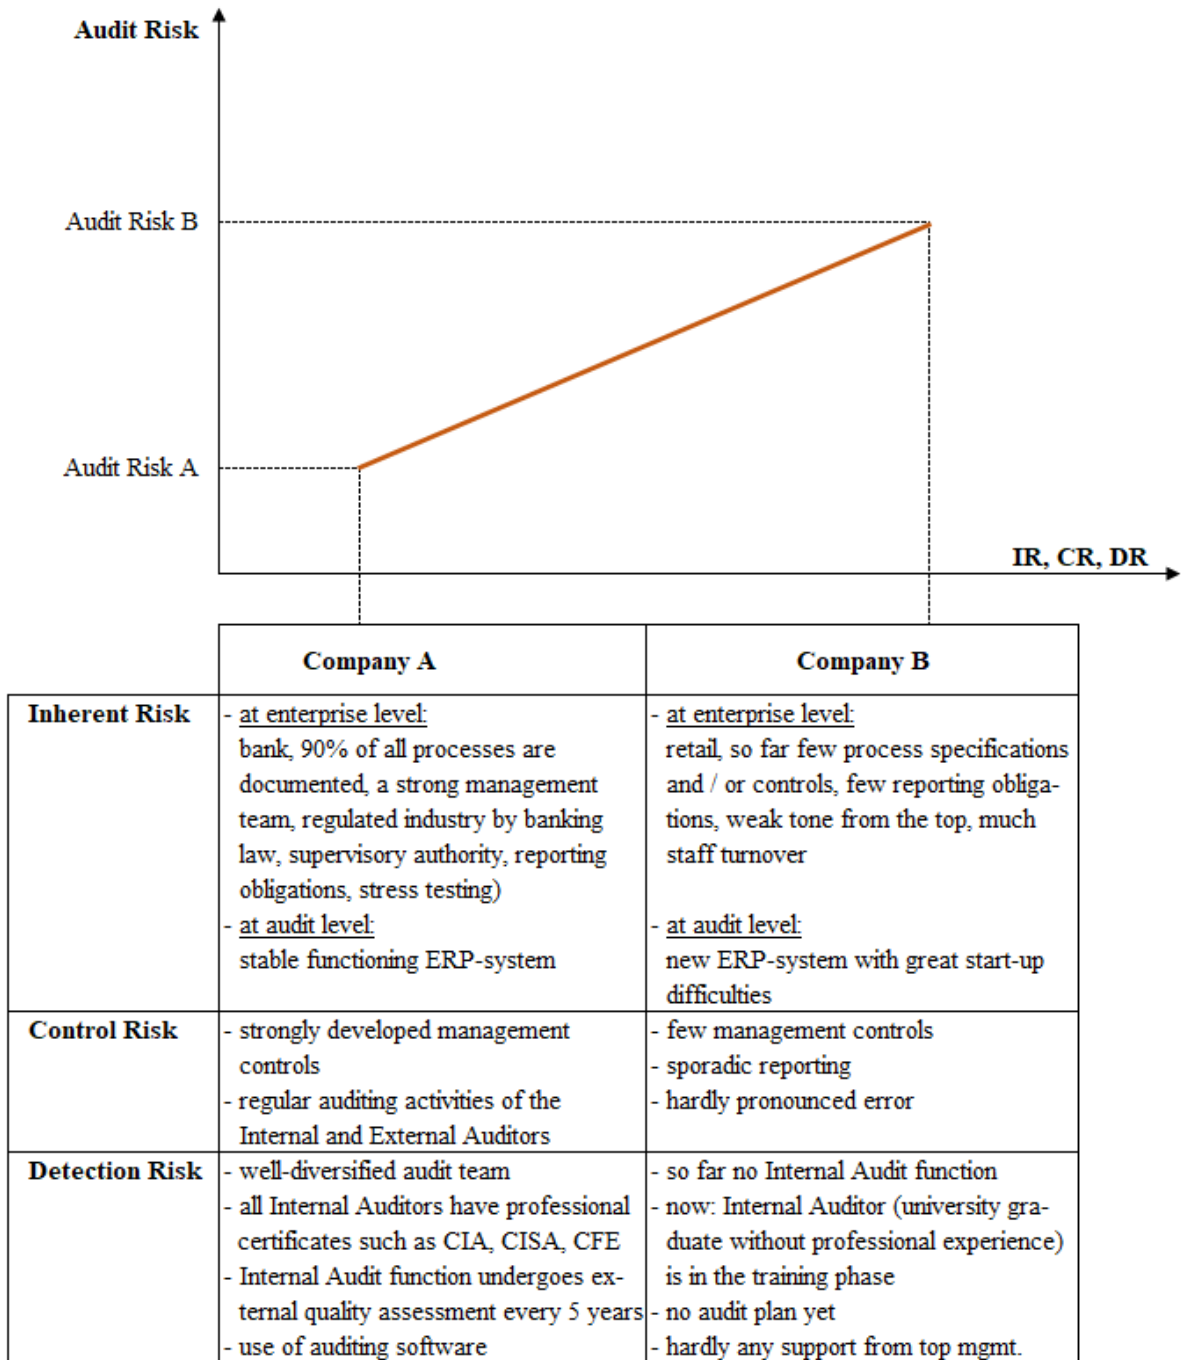 Audit Risk
Audit Risk B
Audit Risk A
IR, CR, DR
Company A
Company B
Inherent Risk
- at enterprise level:
bank, 90% of all processes are
documented, a strong management
team, regulated industry by banking
law, supervisory authority, reporting
obligations, stress testing)
- at audit level:
stable functioning ERP-system
- at enterprise level:
retail, so far few process specifications
and / or controls, few reporting obliga-
tions, weak tone from the top, much
staff turnover
- at audit level:
new ERP-system with great start-up
difficulties
Control Risk
- strongly developed management
controls
- regular auditing activities of the
Internal and External Auditors
- few management controls
- sporadic reporting
- hardly pronounced error
Detection Risk
- well-diversified audit team
- all Internal Auditors have professional
certificates such as CIA, CISA, CFE
- Internal Audit function undergoes ex-
ternal quality assessment every 5 years
- use of auditing software
- so far no Internal Audit function
- now: Internal Auditor (university gra-
duate without professional experience)
is in the training phase
- no audit plan yet
- hardly any support from top mgmt.